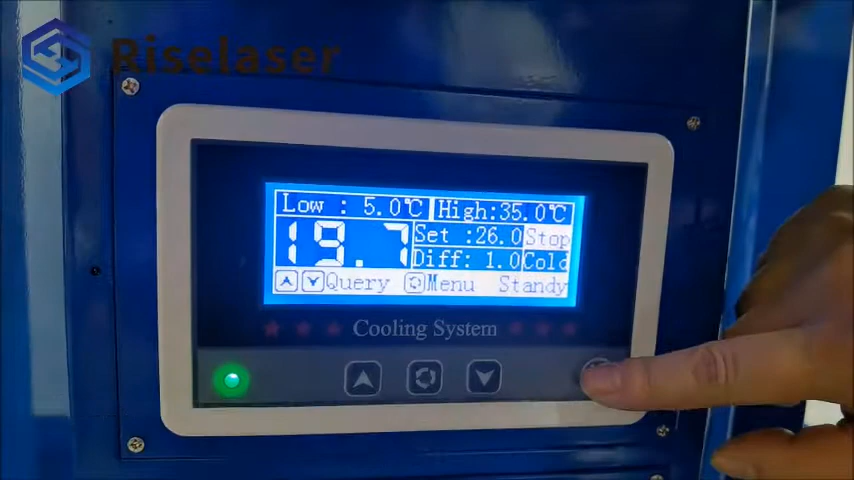 Riselaser
Low : 5.0℃ High:35.0℃
19.7 Set :26.0 Stop
Diff: 1.0 Cold
Query Menu Standy
Cooling System